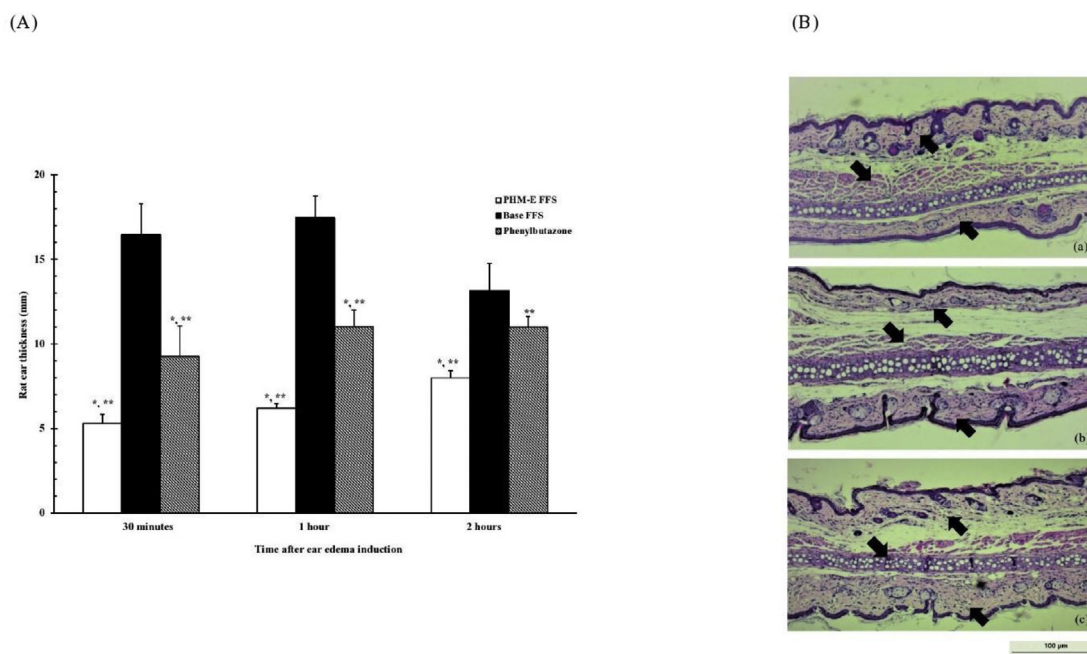 (A)
(B)
20
15
10
5
0
Rat ear thickness (mm)
PHM-E FFS
Base FFS
Phenylbutazone
*, **
*, **
*, **
*, **
*, **
**
30 minutes
1 hour
2 hours
Time after ear edema induction
(a)
(b)
(c)
100 µm